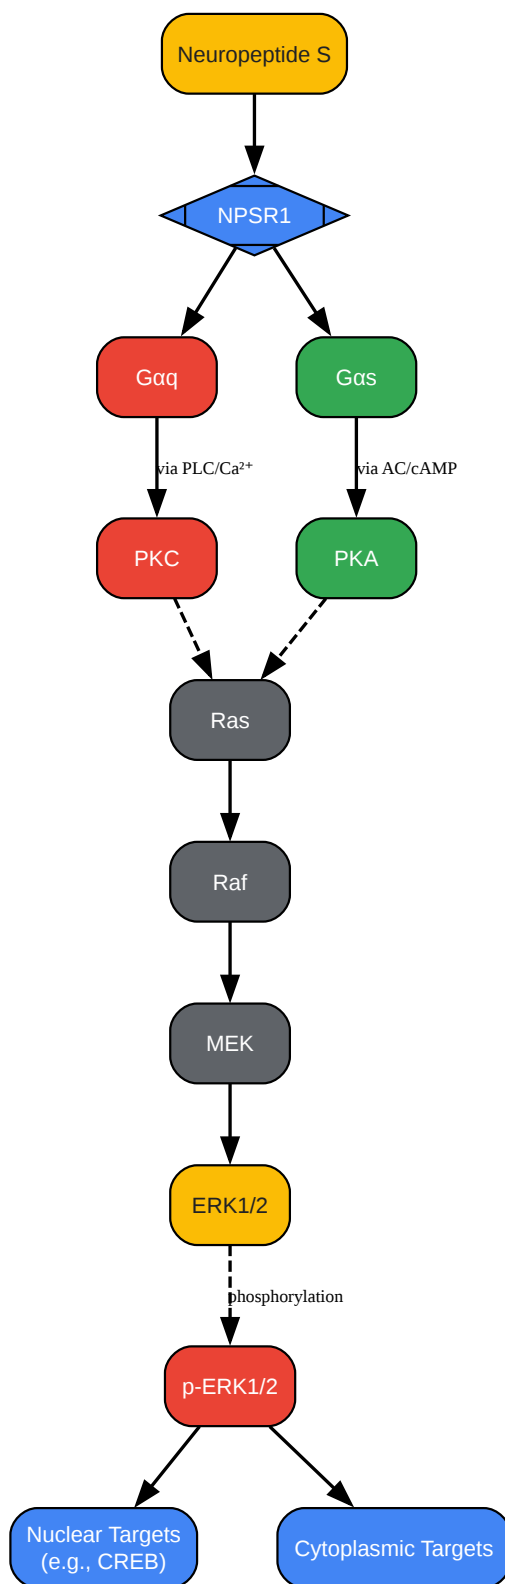 Neuropeptide S
NPSR1
Gαq
Gαs
via PLC/Ca²⁺
via AC/cAMP
PKC
PKA
Ras
Raf
MEK
ERK1/2
phosphorylation
p-ERK1/2
Nuclear Targets
(e.g., CREB)
Cytoplasmic Targets